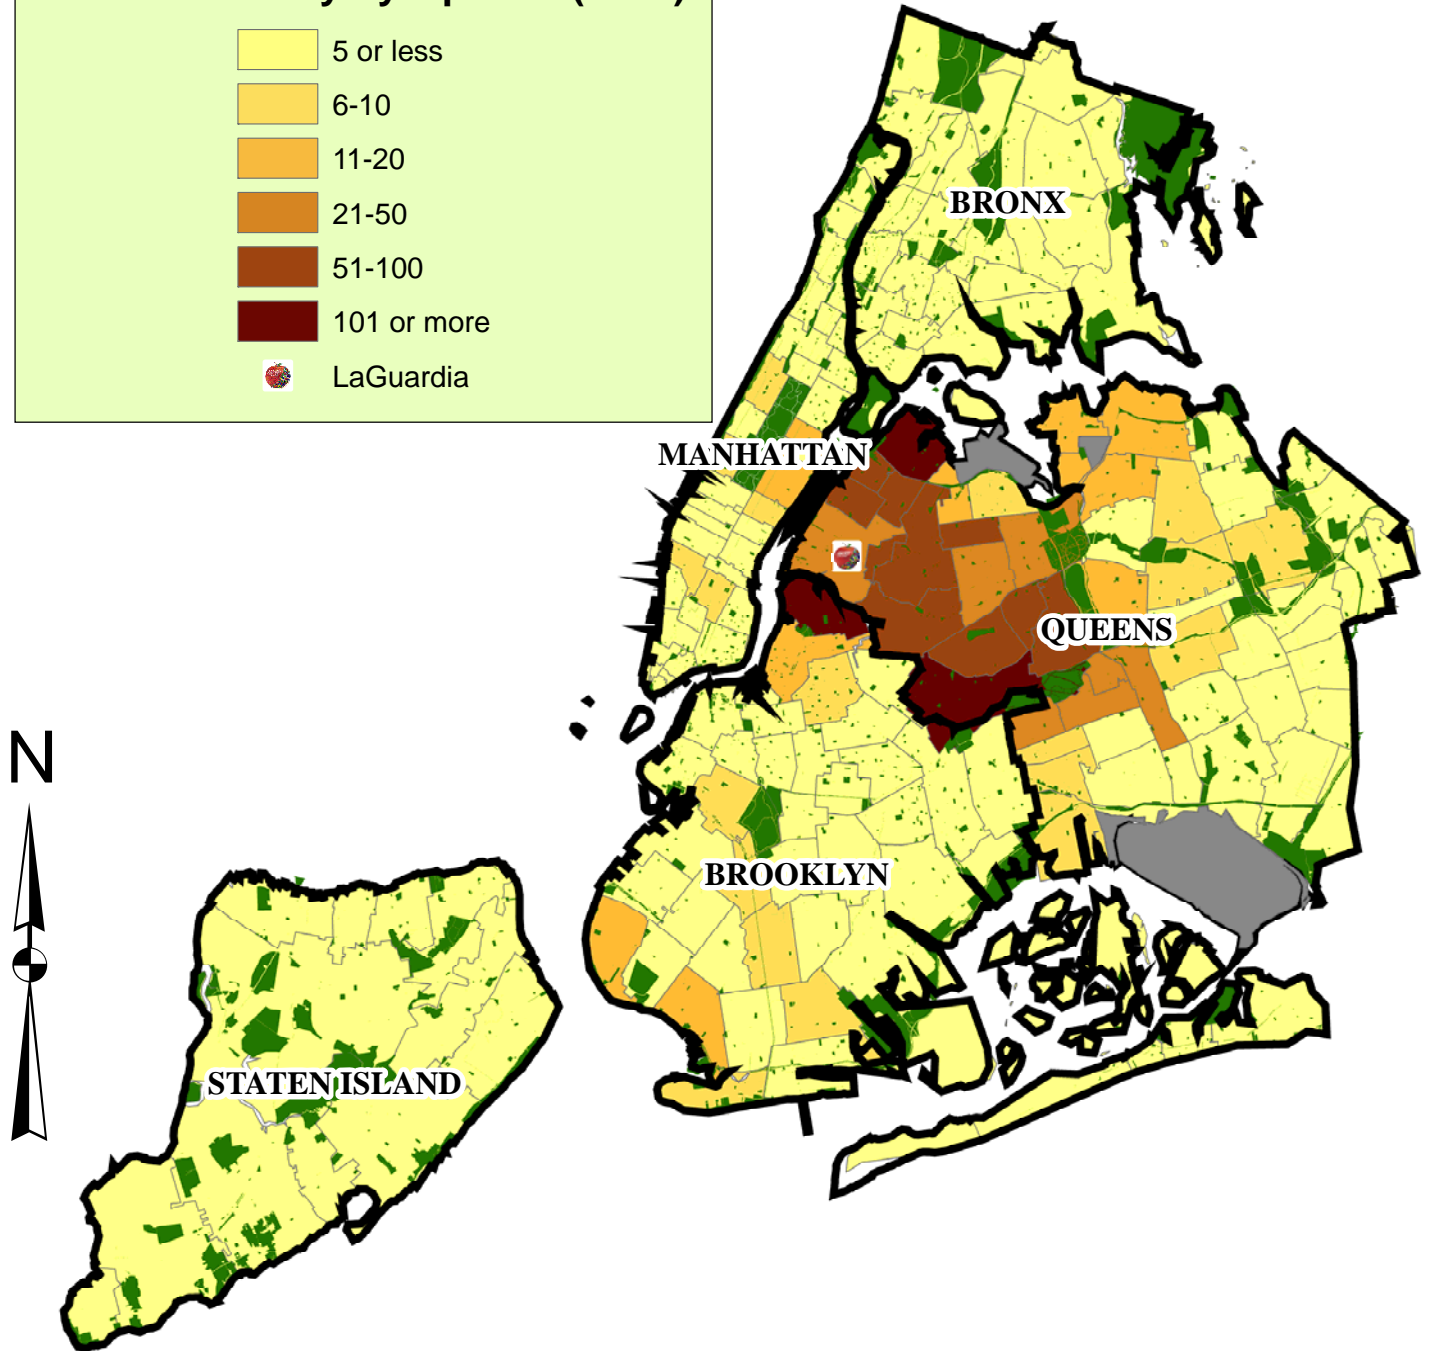 5 or less
6-10
11-20
21-50
51-100
101 or more
LaGuardia
BRONX
MANHATTAN
QUEENS
N
BROOKLYN
STATEN ISLAND